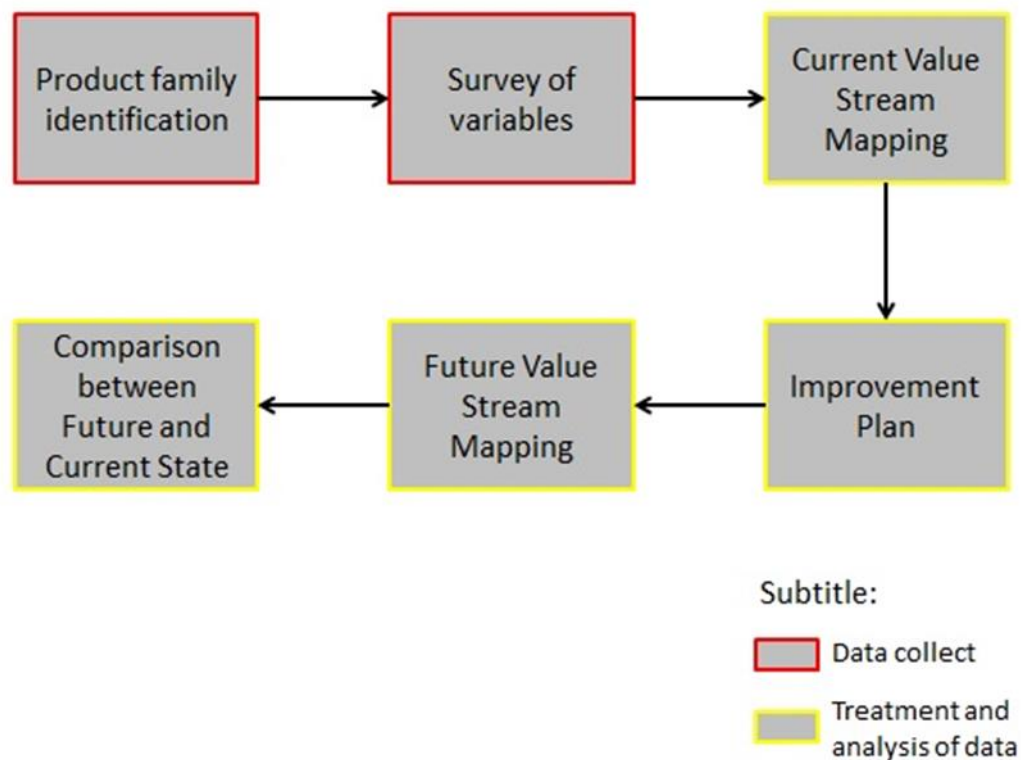 Product family
identification
Survey of
variables
Current Value
Stream
Mapping
Improvement
Plan
Future Value
Stream
Mapping
Comparison
between
Future and
Current State
Subtitle:
Data collect
Treatment and
analysis of data